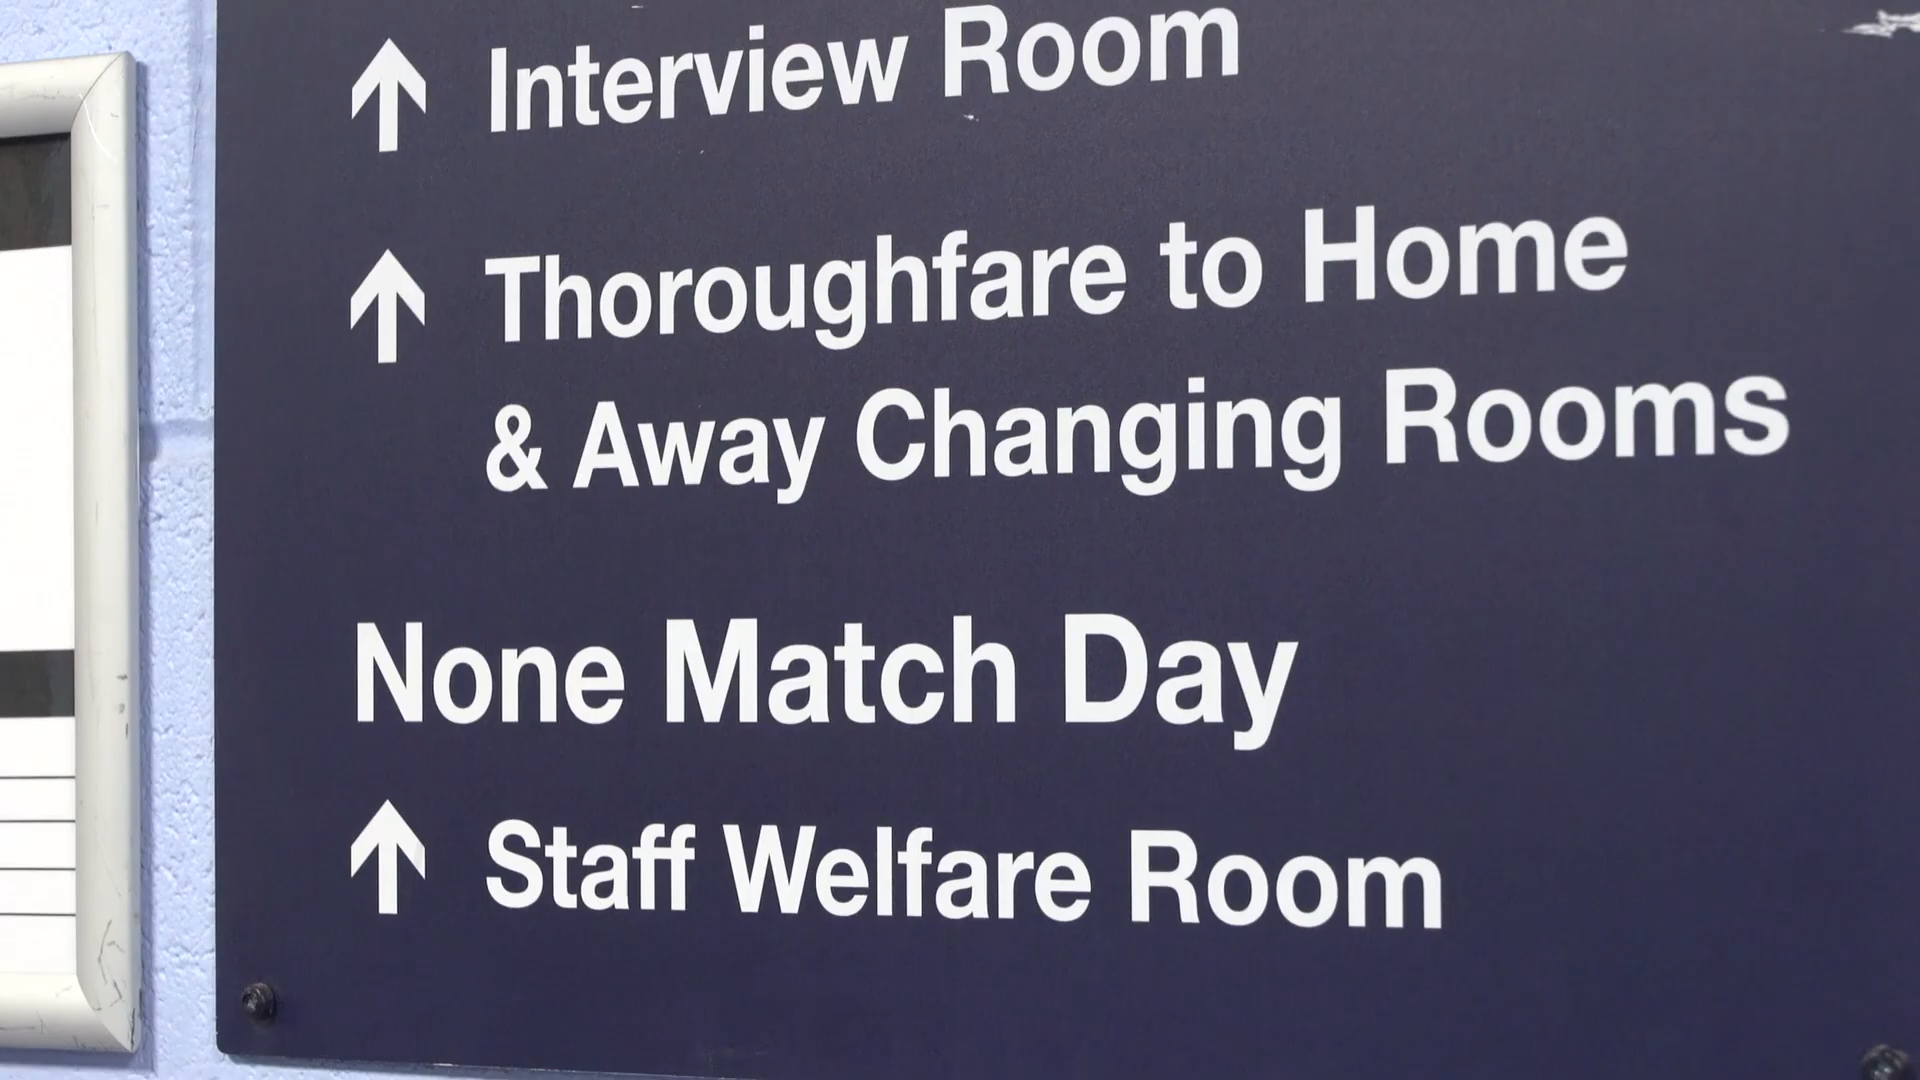 ↑ Interview Room
↑ Thoroughfare to Home
& Away Changing Rooms
None Match Day
↑ Staff Welfare Room